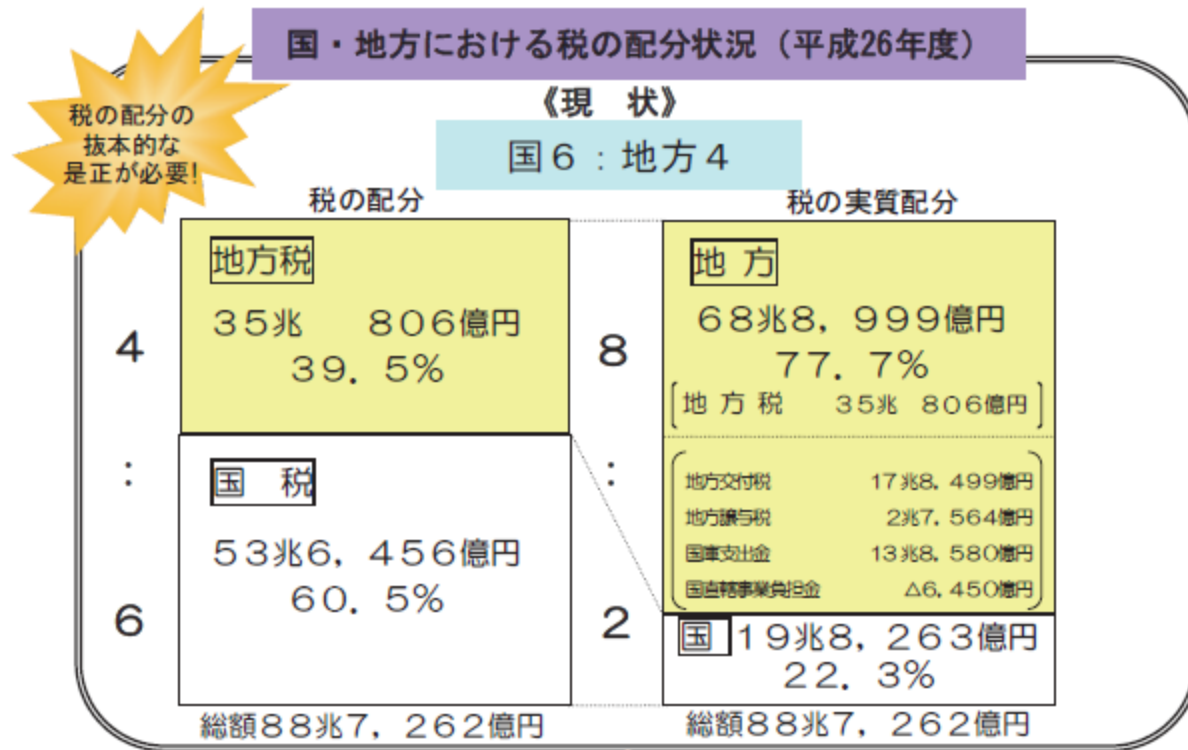 国・地方における税の配分状況（平成26年度）
税の配分の
抜本的な
是正が必要!
《現　状》
国６：地方４
税の配分
４
：
６
地方税
３５兆　８０６億円
３９．５％
国　税
５３兆６，４５６億円
６０．５％
総額８８兆７，２６２億円
税の実質配分
８
：
２
地 方
６８兆８，９９９億円
７７．７％
地 方 税　３５兆　８０６億円
地方交付税　１７兆８，４９９億円
地方譲与税　２兆７，５６４億円
国庫支出金　１３兆８，５８０億円
国直轄事業負担金　△６，４５０億円
国 １９兆８，２６３億円
２２．３％
総額８８兆７，２６２億円